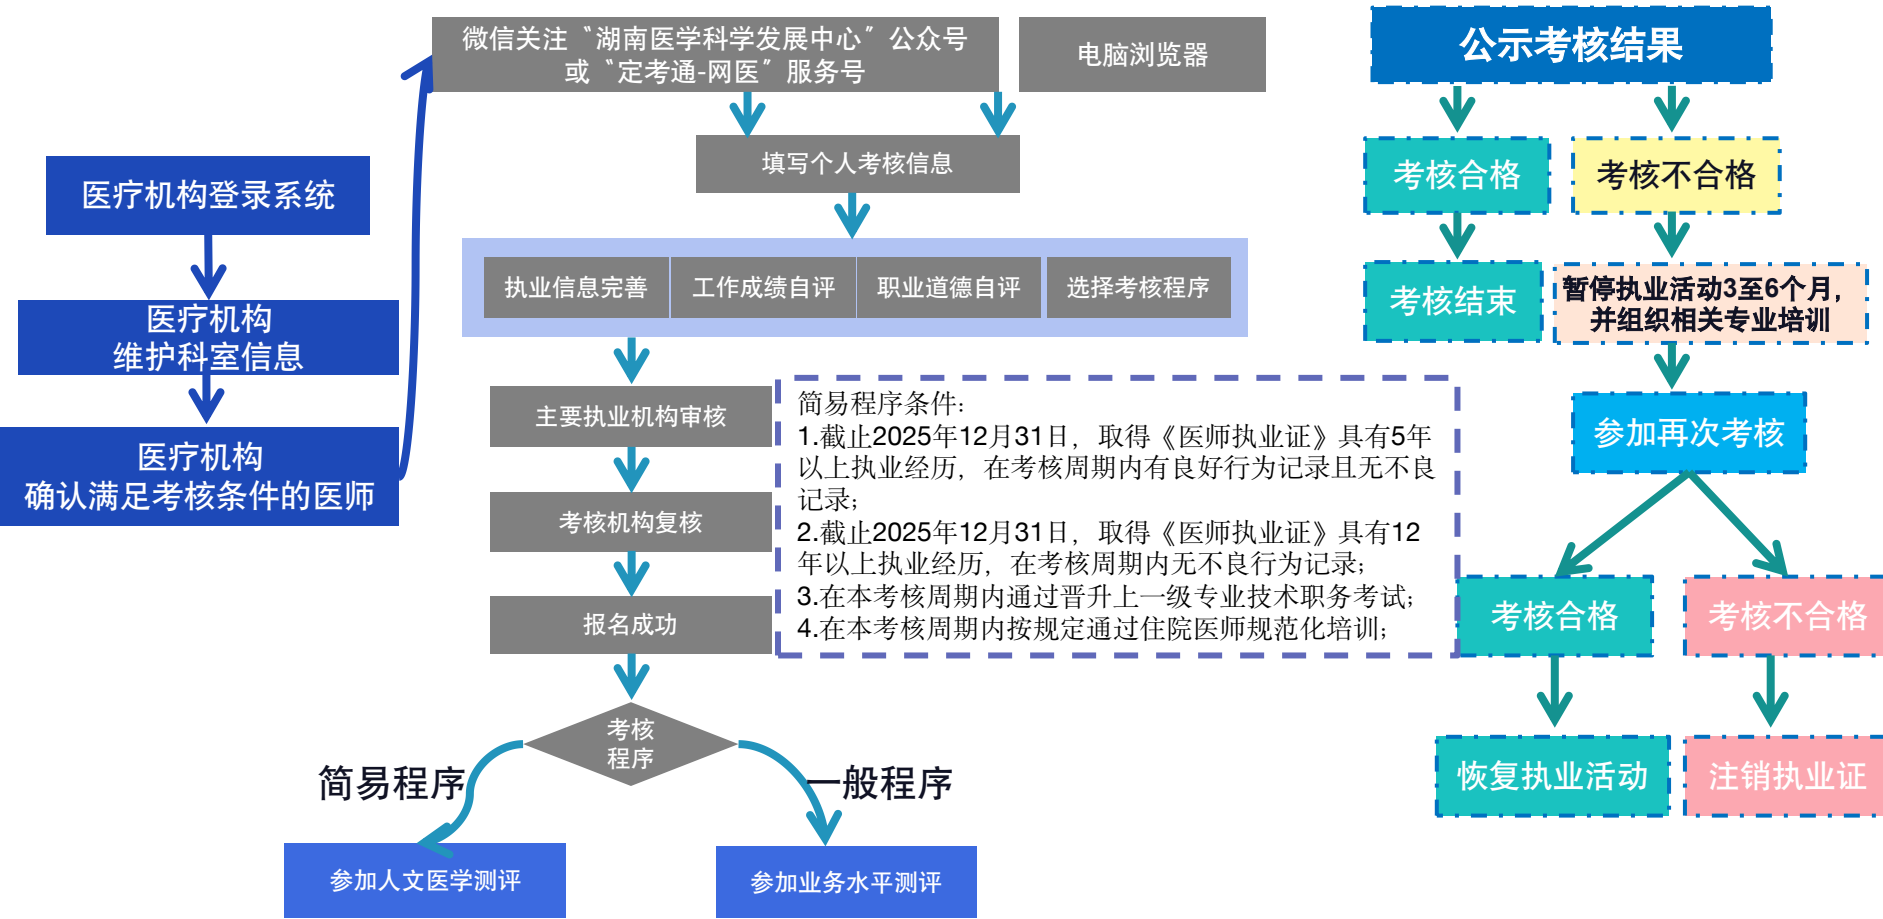 微信关注“湖南医学科学发展中心”公众号
或“定考通-网医”服务号
电脑浏览器
填写个人考核信息
医疗机构登录系统
医疗机构
维护科室信息
医疗机构
确认满足考核条件的医师
执业信息完善
工作成绩自评
职业道德自评
选择考核程序
主要执业机构审核
考核机构复核
报名成功
简易程序条件：
1.截止2025年12月31日，取得《医师执业证》具有5年
以上执业经历，在考核周期内有良好行为记录且无不良
记录；
2.截止2025年12月31日，取得《医师执业证》具有12
年以上执业经历，在考核周期内无不良行为记录；
3.在本考核周期内通过晋升上一级专业技术职务考试；
4.在本考核周期内按规定通过住院医师规范化培训；
考核
程序
简易程序
一般程序
参加人文医学测评
参加业务水平测评
公示考核结果
考核合格
考核不合格
考核结束
暂停执业活动3至6个月，
并组织相关专业培训
参加再次考核
考核合格
考核不合格
恢复执业活动
注销执业证